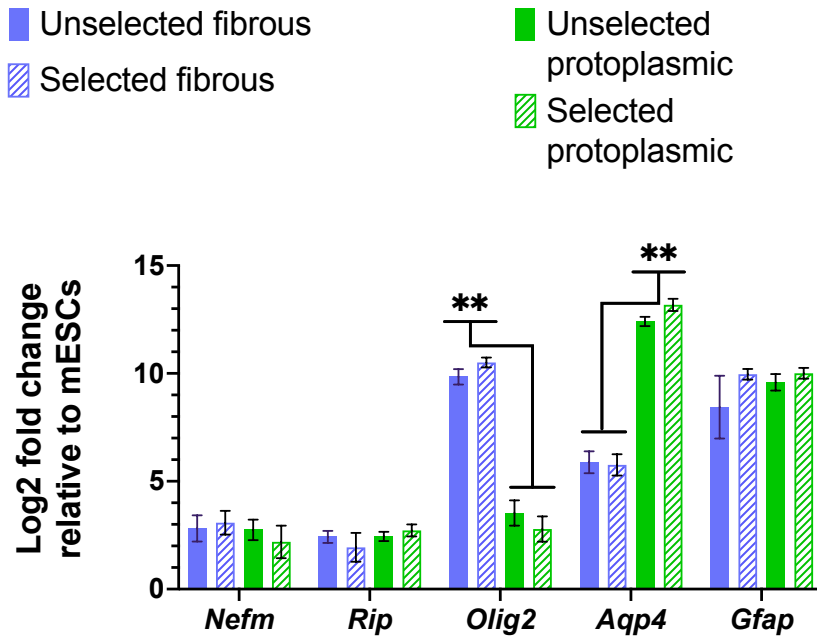 Unselected fibrous
Selected fibrous
Unselected
protoplasmic
Selected
protoplasmic
Log2 fold change
relative to mESCs
15
10
5
0
**
**
Nefm
Rip
Olig2
Aqp4
Gfap